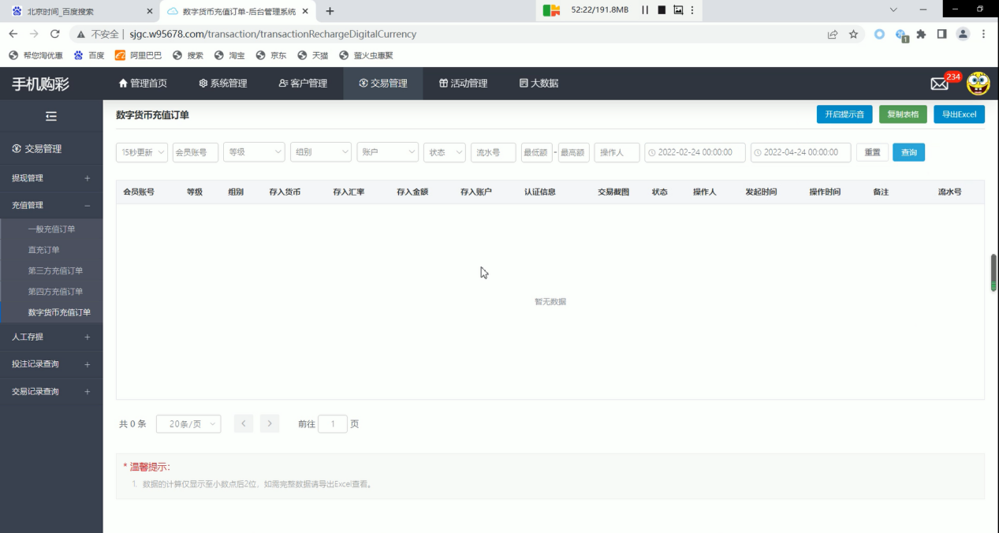 北京时间_百度搜索
数字货币充值订单-后台管理系统
52:22/191.8MB
不安全 | sjgc.w95678.com/transaction/transactionRechargeDigitalCurrency
1
帮您淘优惠 百度 阿里巴巴 搜索 淘宝 京东 天猫 萤火虫惠聚
手机购彩 管理首页 系统管理 客户管理 交易管理 活动管理 大数据 234
数字货币充值订单 开启提示音 复制表格 导出Excel
交易管理
提现管理 +
充值管理 -
一般充值订单
直充订单
第三方充值订单
第四方充值订单
数字货币充值订单
人工存提 +
投注记录查询 +
交易记录查询 +
15秒更新 会员账号 等级 组别 账户 状态 流水号 最低额 - 最高额 操作人 2022-02-24 00:00:00 2022-04-24 00:00:00 重置 查询
会员账号 等级 组别 存入货币 存入汇率 存入金额 存入账户 认证信息 交易截图 状态 操作人 发起时间 操作时间 备注 流水号
暂无数据
共 0 条 20条/页 < > 前往 1 页
* 温馨提示:
1. 数据的计算仅显示至小数点后2位，如需完整数据请导出Excel查看。